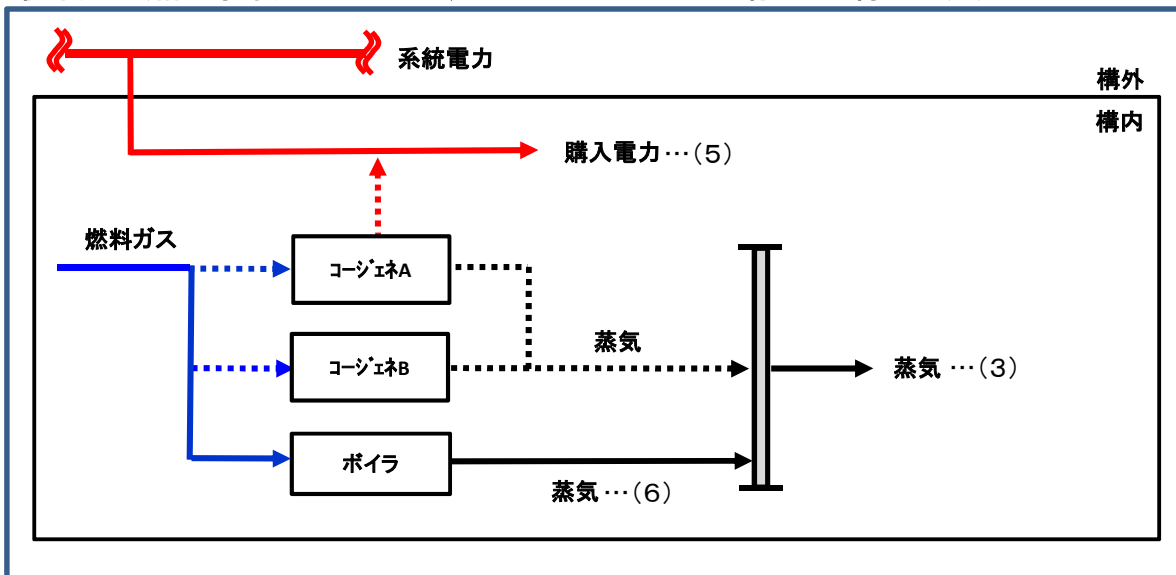 系統電力
構外
構内
購入電力…(5)
燃料ガス
コージェネA
コージェネB
蒸気
蒸気…(3)
ボイラ
蒸気…(6)